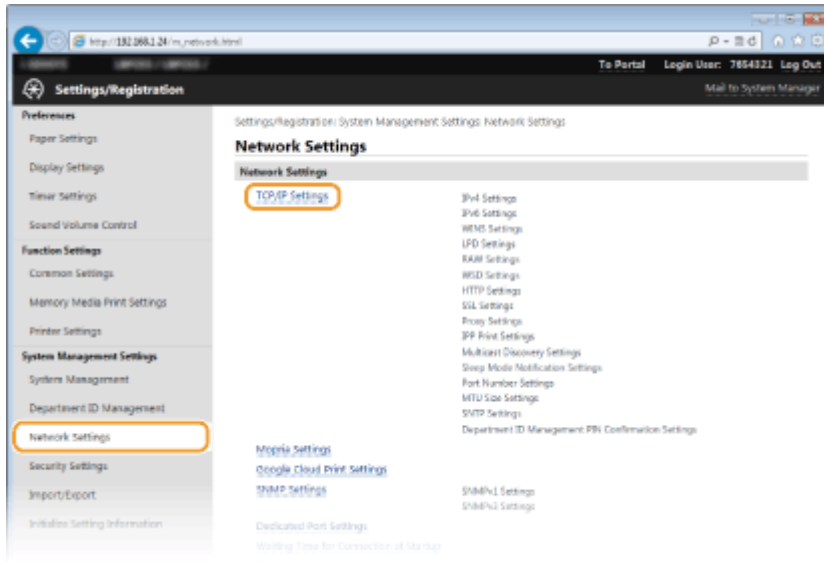 http://192.168.1.24/m_network.html
To Portal Login User: 7654321 Log Out
Settings/Registration
Mail to System Manager
Preferences
Paper Settings
Display Settings
Timer Settings
Sound Volume Control
Function Settings
Common Settings
Memory Media Print Settings
Printer Settings
System Management Settings
System Management
Department ID Management
Network Settings
Security Settings
Import/Export
Initialize Setting Information
Settings/Registration: System Management Settings: Network Settings
Network Settings
Network Settings
TCP/IP Settings
IPv4 Settings
IPv6 Settings
WINS Settings
LPD Settings
RAW Settings
WSD Settings
HTTP Settings
SSL Settings
Proxy Settings
IPP Print Settings
Multicast Discovery Settings
Sleep Mode Notification Settings
Port Number Settings
MTU Size Settings
SNTP Settings
Department ID Management PIN Confirmation Settings
Mopria Settings
Google Cloud Print Settings
SNMP Settings
SNMPv1 Settings
SNMPv3 Settings
Dedicated Port Settings
Waiting Time for Connection at Startup